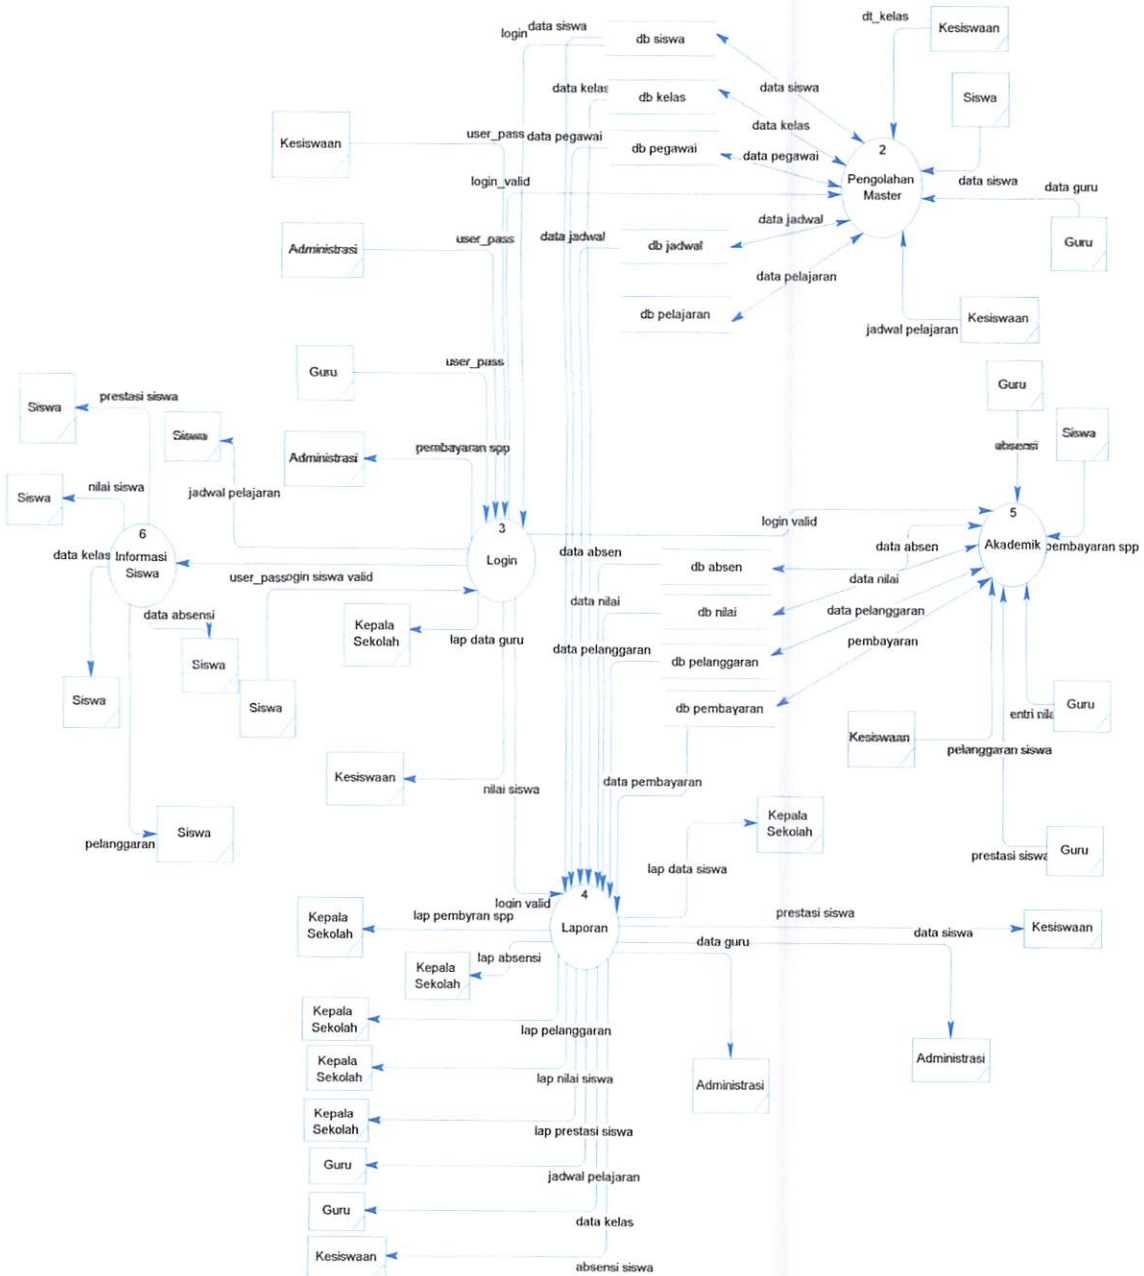 data siswa
login
db siswa
dt_kelas
Kesiswaan
data kelas
db kelas
data siswa
Siswa
Kesiswaan
user_pass
data pegawai
db pegawai
data kelas
data pegawai
2
Pengolahan
Master
login_valid
data siswa
data guru
Administrasi
user_pass
data jadwal
db jadwal
data jadwal
Guru
data pelajaran
db pelajaran
Kesiswaan
jadwal pelajaran
Guru
user_pass
Guru
Siswa
prestasi siswa
Siswa
absensi
Siswa
Administrasi
pembayaran spp
nilai siswa
Siswa
jadwal pelajaran
6
Informasi
Siswa
3
Login
login valid
5
Akademik
pembayaran spp
data kelas
data absen
db absen
data absen
user_pass
login siswa valid
data nilai
db nilai
data nilai
data absensi
Kepala
Sekolah
lap data guru
data pelanggaran
data pelanggaran
db pelanggaran
pembayaran
Siswa
Siswa
Siswa
db pembayaran
Guru
entri nila
Kesiswaan
pelanggaran siswa
Kesiswaan
nilai siswa
data pembayaran
Siswa
pelanggaran
Kepala
Sekolah
Guru
prestasi siswa
lap data siswa
4
Laporan
login valid
Kepala
Sekolah
lap pembyran spp
prestasi siswa
Kesiswaan
data siswa
data guru
Kepala
Sekolah
lap absensi
Kepala
Sekolah
lap pelanggaran
Administrasi
Kepala
Sekolah
lap nilai siswa
Administrasi
Kepala
Sekolah
lap prestasi siswa
Guru
jadwal pelajaran
Guru
data kelas
Kesiswaan
absensi siswa